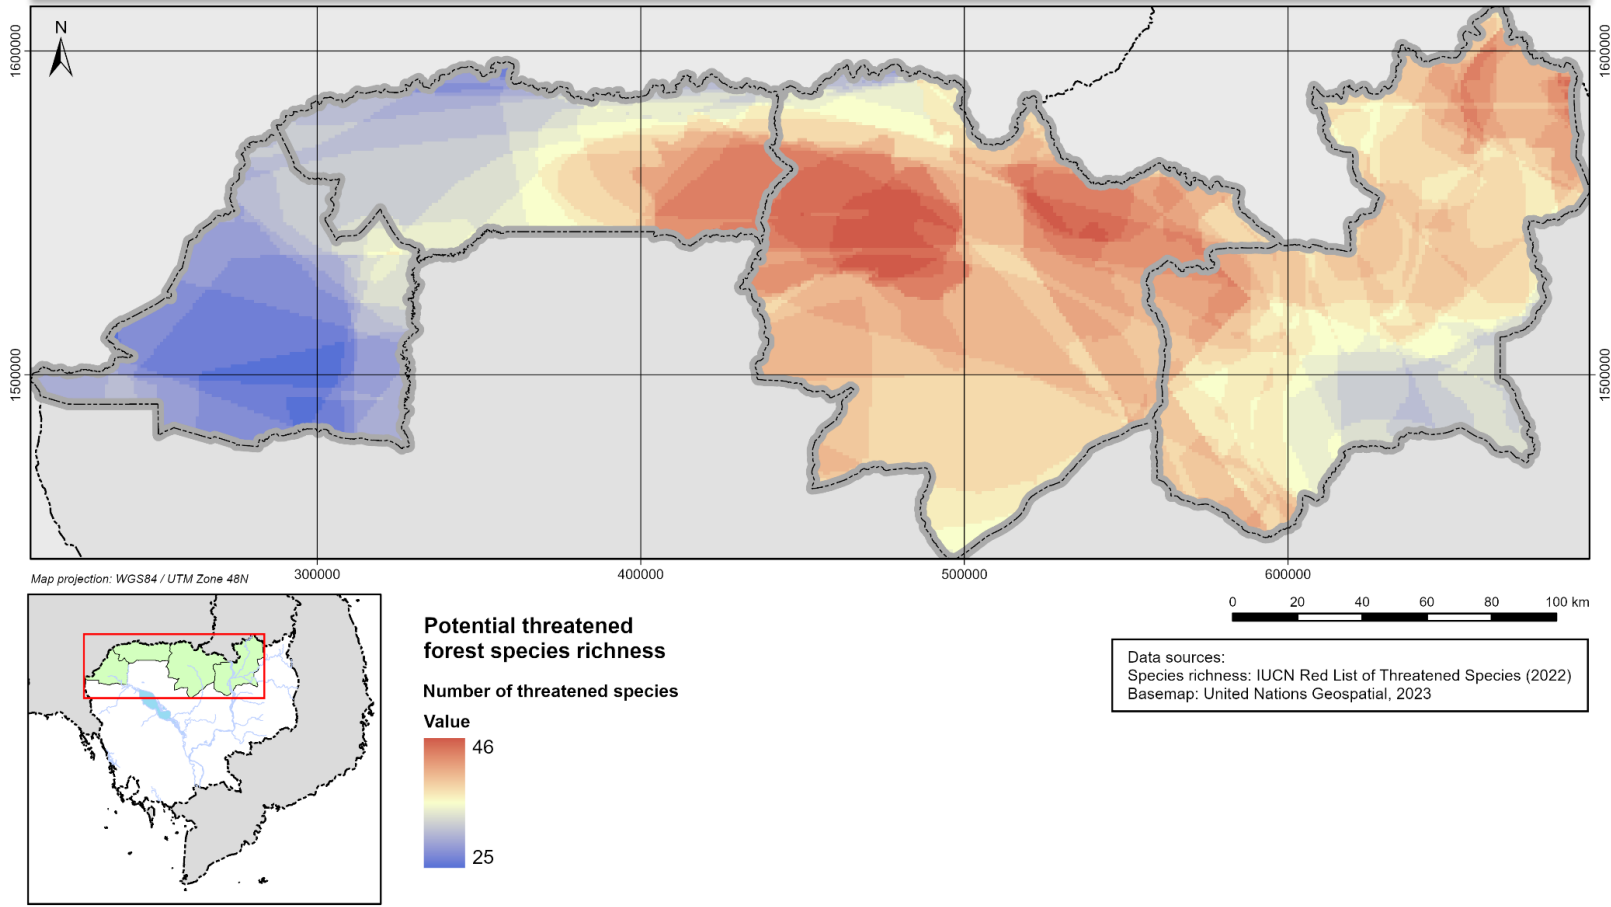 N
1600000
1600000
1500000
1500000
300000
400000
500000
600000
Map projection: WGS84 / UTM Zone 48N
0 20 40 60 80 100 km
Potential threatened
forest species richness
Number of threatened species
Value
46
25
Data sources:
Species richness: IUCN Red List of Threatened Species (2022)
Basemap: United Nations Geospatial, 2023